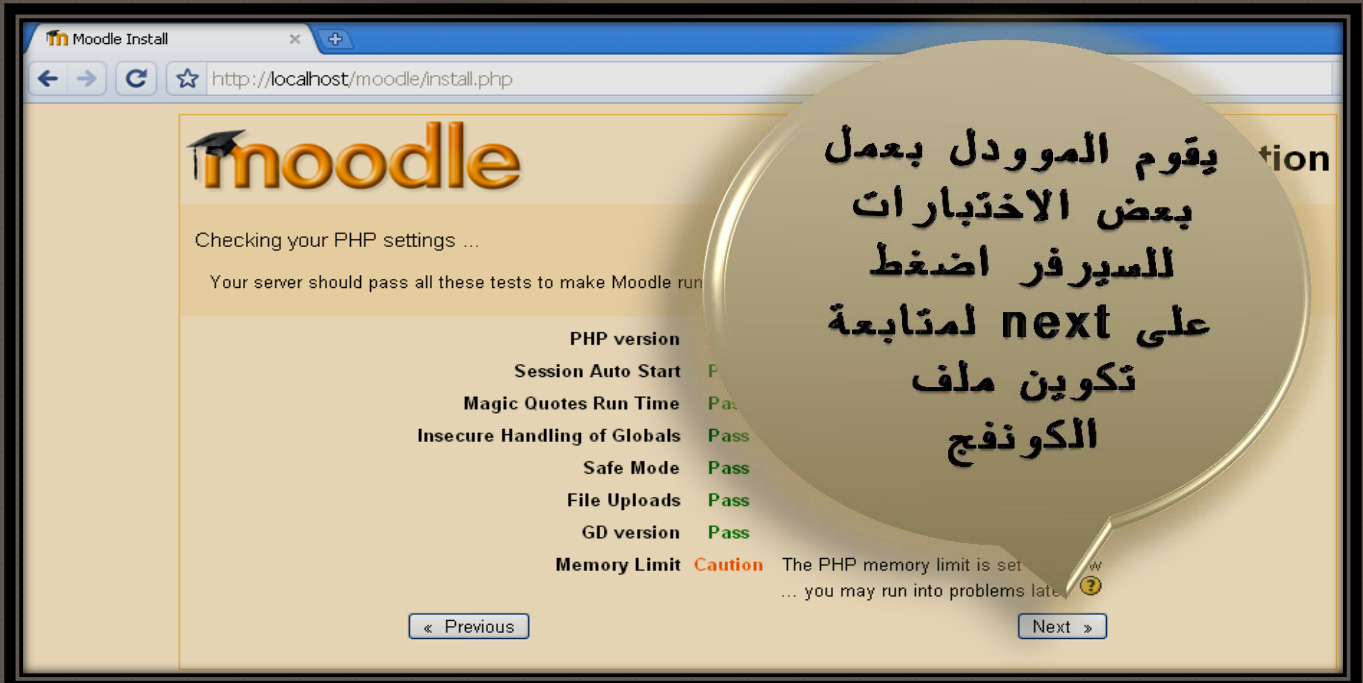 Moodle Install
http://localhost/moodle/install.php
moodle
Checking your PHP settings ...
Your server should pass all these tests to make Moodle run
PHP version
Session Auto Start
Magic Quotes Run Time
Insecure Handling of Globals Pass
Safe Mode Pass
File Uploads Pass
GD version Pass
Memory Limit Caution The PHP memory limit is set
... you may run into problems
« Previous
Next »
يقوم الموودل بعمل
بعض الاختبارات
للسيرفر اضغط
على next لمتابعة
تكوين ملف
الكونفج